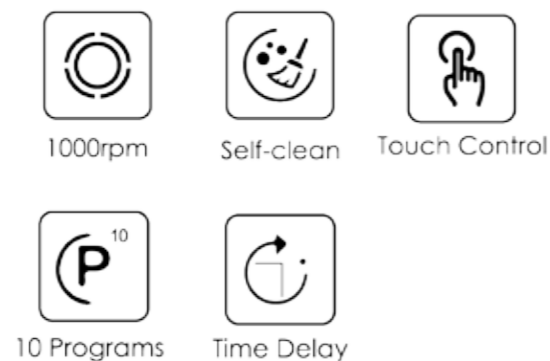 1000rpm
Self-clean
Touch Control
P 10
10 Programs
Time Delay